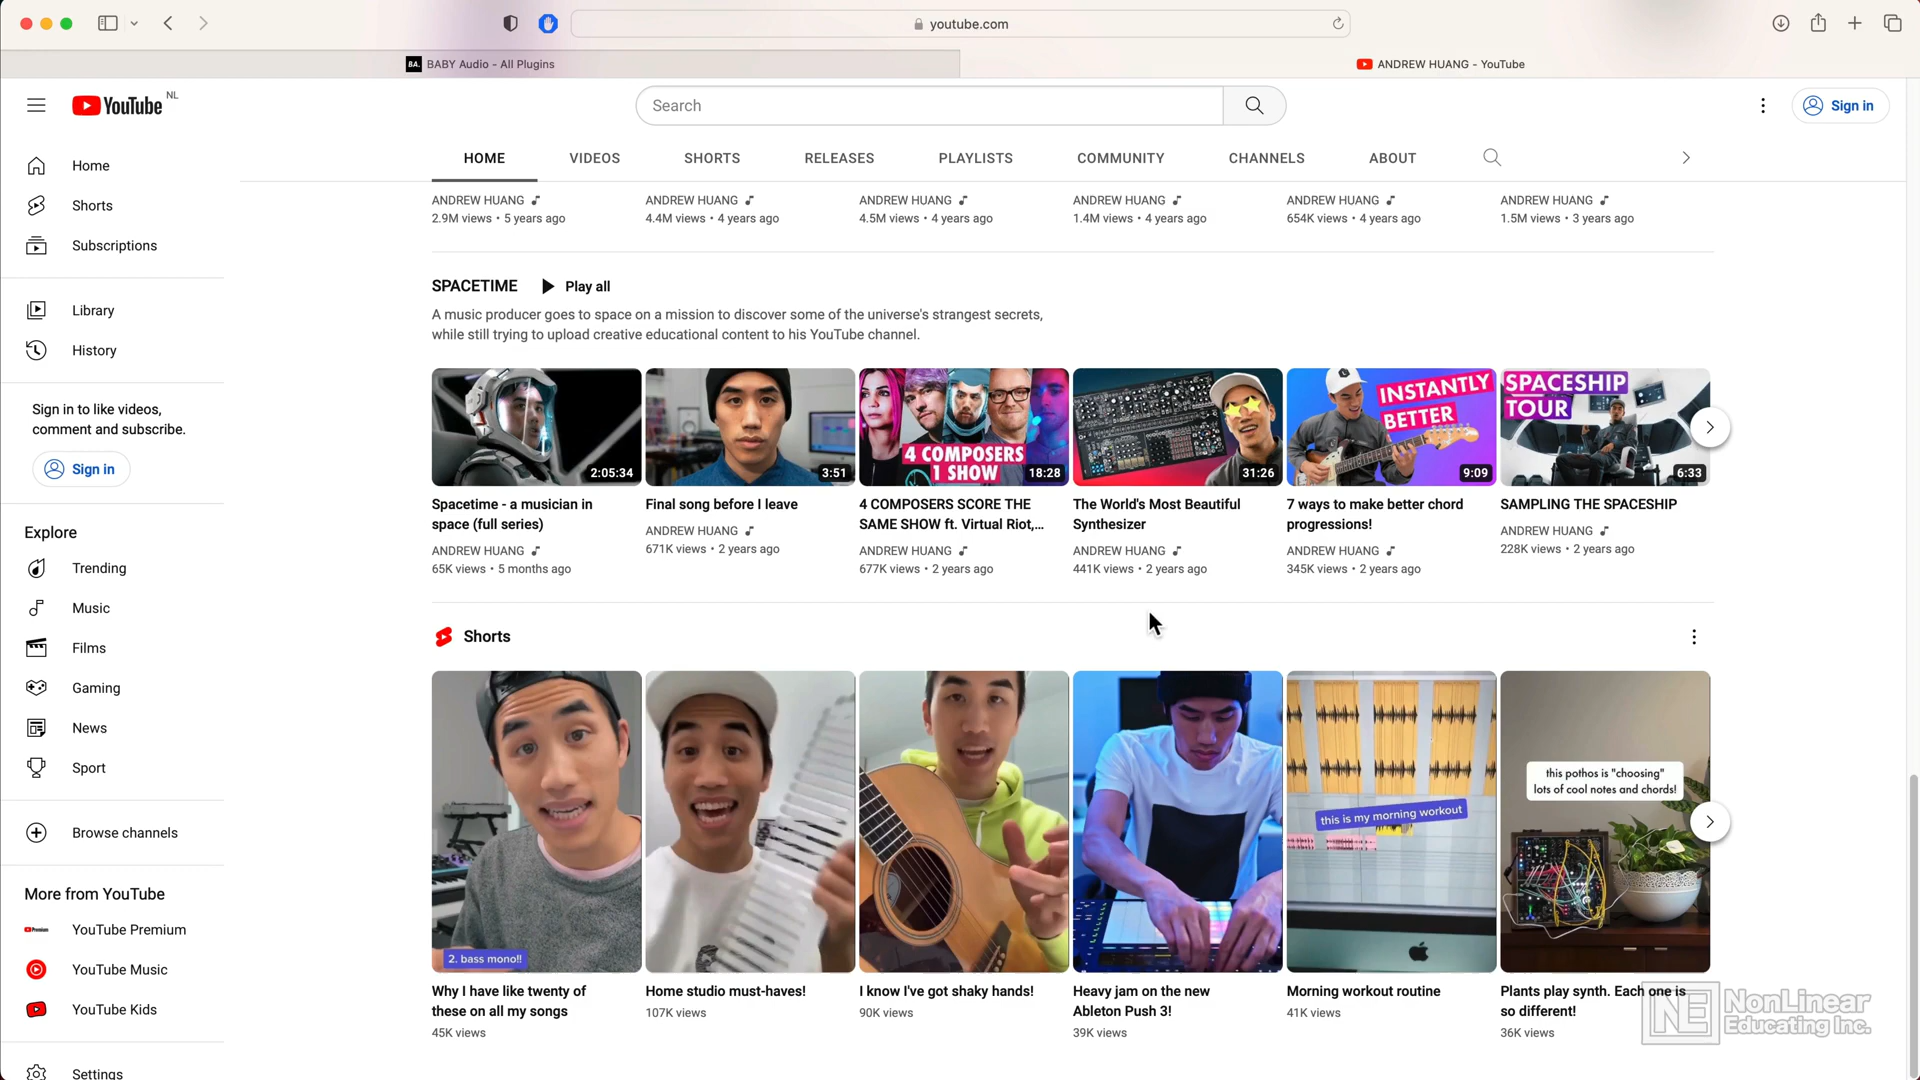 youtube.com
BA. BABY Audio - All Plugins
ANDREW HUANG - YouTube
YouTube NL
Search
Sign in
HOME VIDEOS SHORTS RELEASES PLAYLISTS COMMUNITY CHANNELS ABOUT
Home
Shorts
Subscriptions
Library
History
Sign in to like videos,
comment and subscribe.
Sign in
Explore
Trending
Music
Films
Gaming
News
Sport
Browse channels
More from YouTube
Premium YouTube Premium
YouTube Music
YouTube Kids
Settings
ANDREW HUANG
2.9M views • 5 years ago
ANDREW HUANG
4.4M views • 4 years ago
ANDREW HUANG
4.5M views • 4 years ago
ANDREW HUANG
1.4M views • 4 years ago
ANDREW HUANG
654K views • 4 years ago
ANDREW HUANG
1.5M views • 3 years ago
SPACETIME Play all
A music producer goes to space on a mission to discover some of the universe's strangest secrets,
while still trying to upload creative educational content to his YouTube channel.
2:05:34
Spacetime - a musician in
space (full series)
ANDREW HUANG
65K views • 5 months ago
3:51
Final song before I leave
ANDREW HUANG
671K views • 2 years ago
4 COMPOSERS
1 SHOW
18:28
4 COMPOSERS SCORE THE
SAME SHOW ft. Virtual Riot,...
ANDREW HUANG
677K views • 2 years ago
31:26
The World's Most Beautiful
Synthesizer
ANDREW HUANG
441K views • 2 years ago
INSTANTLY
BETTER
9:09
7 ways to make better chord
progressions!
ANDREW HUANG
345K views • 2 years ago
SPACESHIP
TOUR
6:33
SAMPLING THE SPACESHIP
ANDREW HUANG
228K views • 2 years ago
Shorts
2. bass mono!!
Why I have like twenty of
these on all my songs
45K views
Home studio must-haves!
107K views
I know I've got shaky hands!
90K views
Heavy jam on the new
Ableton Push 3!
39K views
this is my morning workout
Morning workout routine
41K views
this pothos is "choosing"
lots of cool notes and chords!
Plants play synth. Each one is
so different!
36K views
NonLinear
Educating Inc.